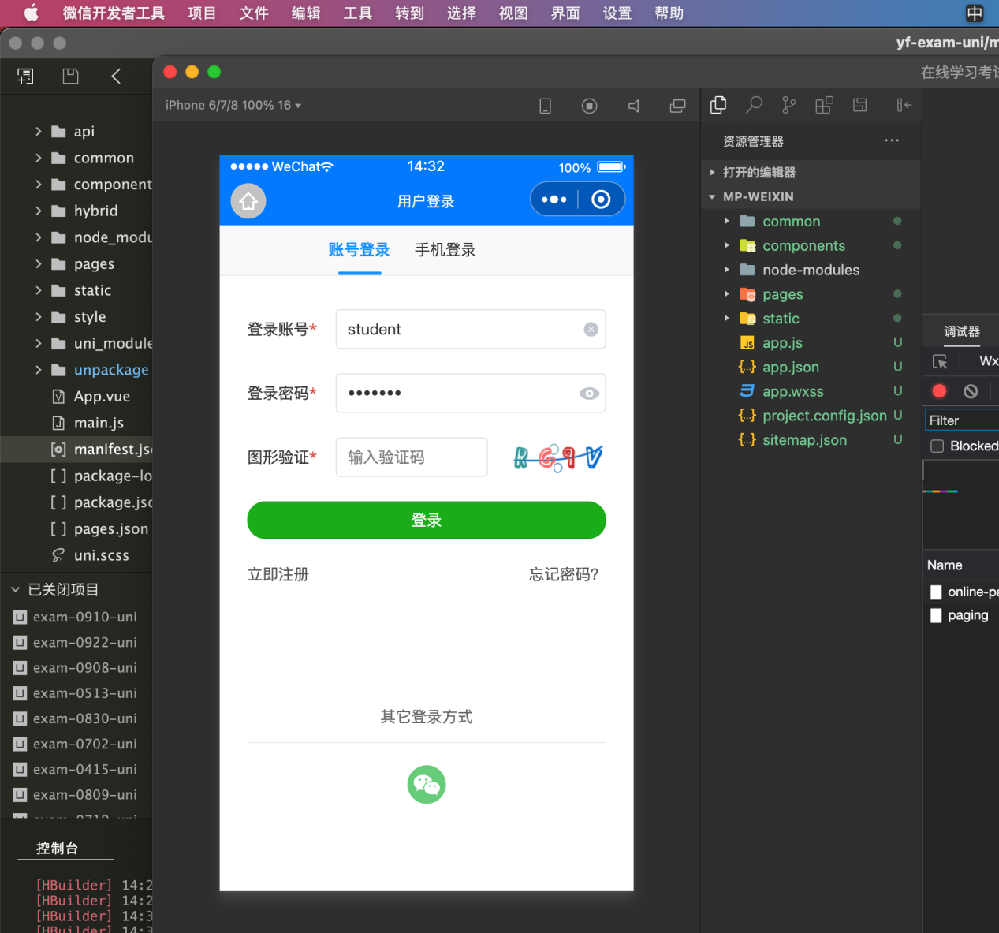 微信开发者工具 项目 文件 编辑 工具 转到 选择 视图 界面 设置 帮助 中
yf-exam-uni/m
在线学习考试
iPhone 6/7/8 100% 16
api
common
component
hybrid
node_modu
pages
static
style
uni_module
unpackage
App.vue
main.js
manifest.jso
package-lo
package.jso
pages.json
uni.scss
已关闭项目
exam-0910-uni
exam-0922-uni
exam-0908-uni
exam-0513-uni
exam-0830-uni
exam-0702-uni
exam-0415-uni
exam-0809-uni
控制台
[HBuilder] 14:2
[HBuilder] 14:2
[HBuilder] 14:3
[HBuilder] 14:3
WeChat 14:32 100%
用户登录
账号登录 手机登录
登录账号* student
登录密码* •••••••
图形验证* 输入验证码
登录
立即注册 忘记密码?
其它登录方式
资源管理器 ...
打开的编辑器
MP-WEIXIN
common
components
node-modules
pages
static
app.js U
app.json U
app.wxss U
project.config.json U
sitemap.json U
调试器
Wx
Filter
Blocked
Name
online-pa
paging